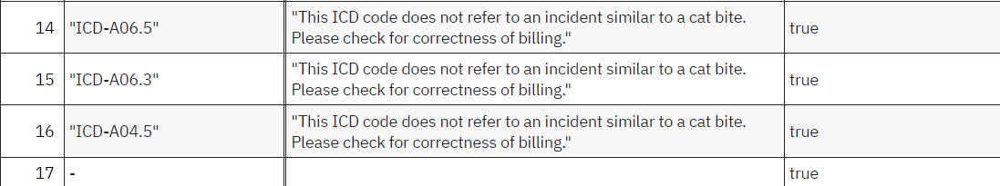 14 "ICD-A06.5" "This ICD code does not refer to an incident similar to a cat bite. true
Please check for correctness of billing."
15 "ICD-A06.3" "This ICD code does not refer to an incident similar to a cat bite. true
Please check for correctness of billing."
16 "ICD-A04.5" "This ICD code does not refer to an incident similar to a cat bite. true
Please check for correctness of billing."
17 - true